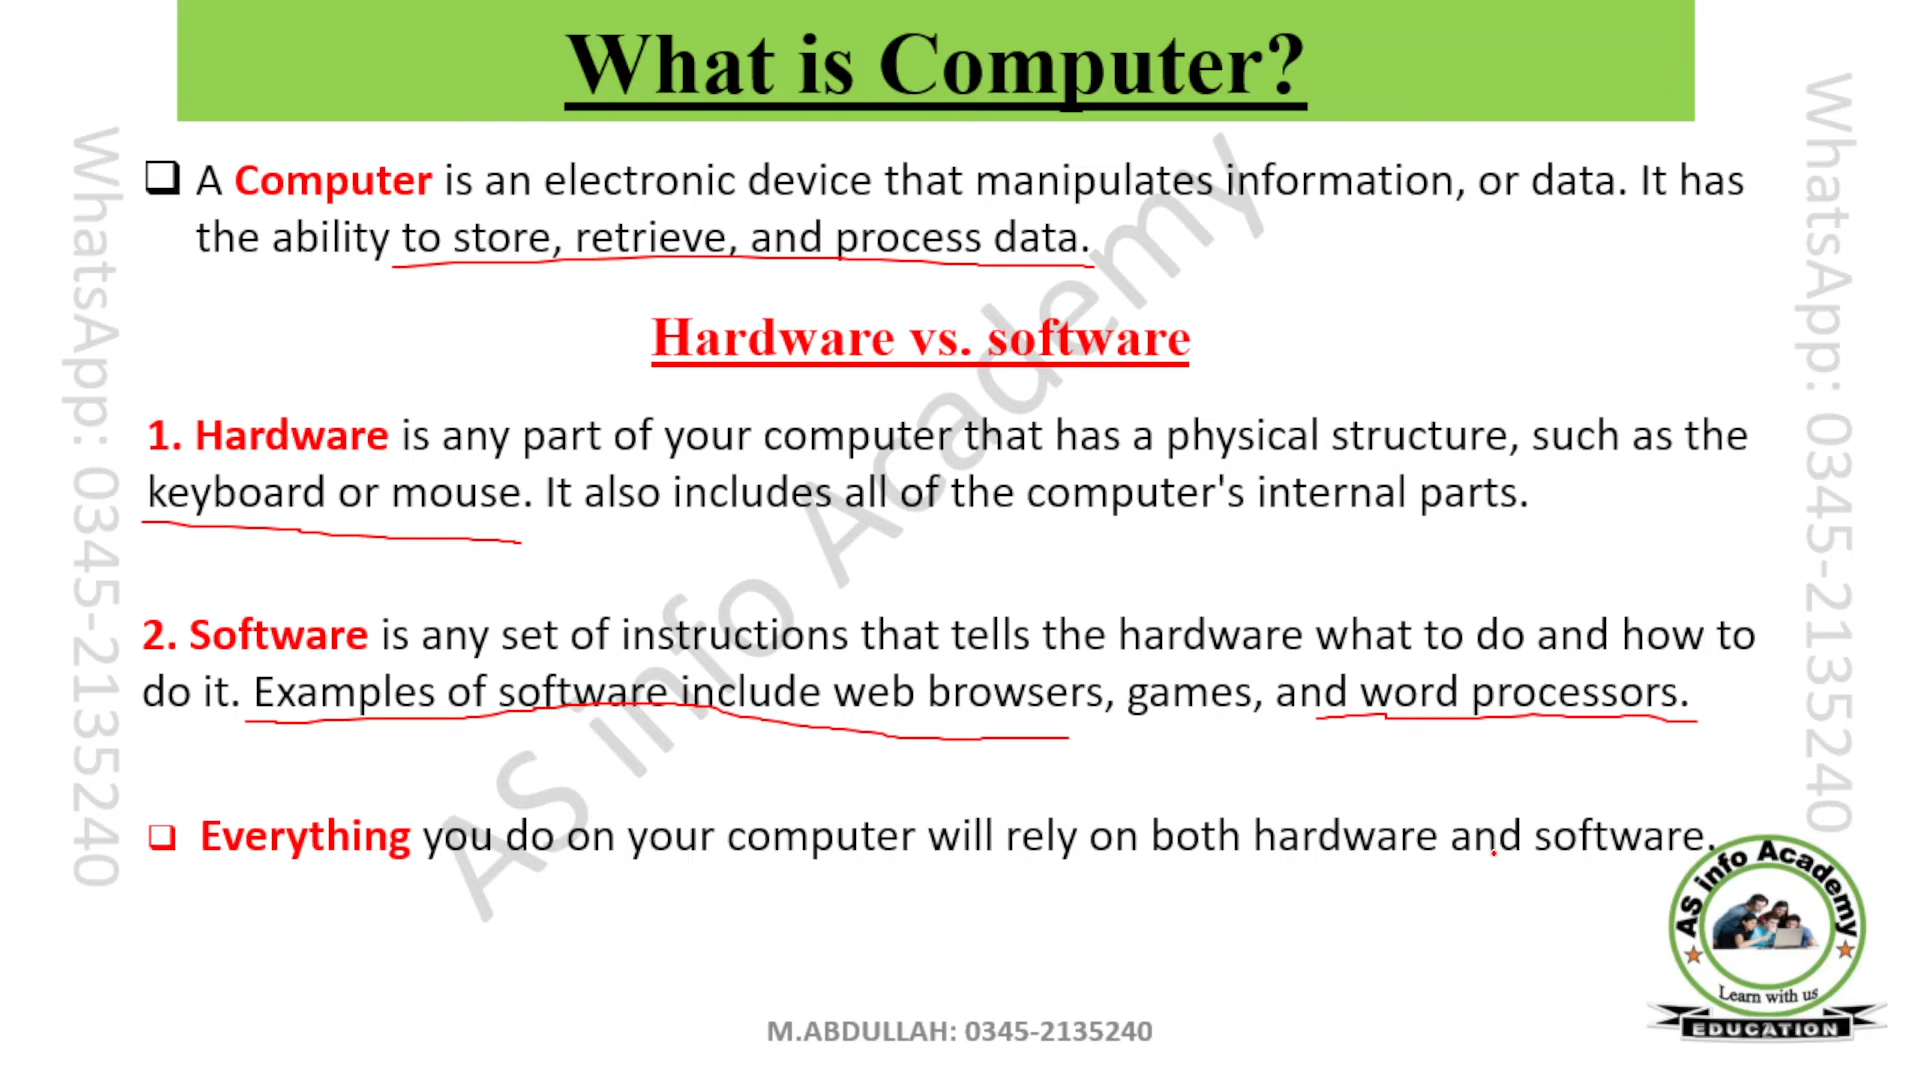 What is Computer?
A Computer is an electronic device that manipulates information, or data. It has
the ability to store, retrieve, and process data.
Hardware vs. software
1. Hardware is any part of your computer that has a physical structure, such as the
keyboard or mouse. It also includes all of the computer's internal parts.
2. Software is any set of instructions that tells the hardware what to do and how to
do it. Examples of software include web browsers, games, and word processors.
Everything you do on your computer will rely on both hardware and software.
AS info Academy
WhatsApp: 0345-2135240
WhatsApp: 0345-2135240
AS info Academy
Learn with us
EDUCATION
M.ABDULLAH: 0345-2135240